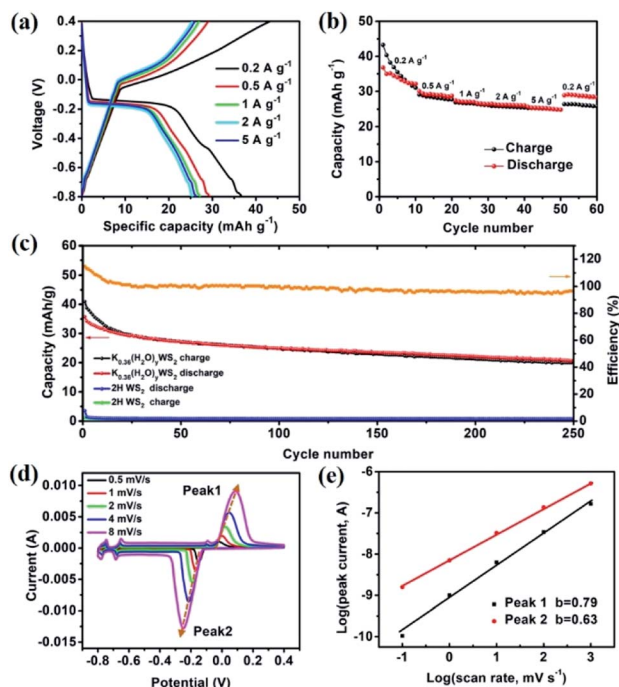 (a)
Voltage (V)
0.4
0.0
-0.2
-0.4
-0.6
-0.8
0.2 A g⁻¹
0.5 A g⁻¹
1 A g⁻¹
2 A g⁻¹
5 A g⁻¹
0 10 20 30 40 50
Specific capacity (mAh g⁻¹)
(b)
Capacity (mAh g⁻¹)
50
40
30
20
10
0
0.2 A g⁻¹
0.5 A g⁻¹
1 A g⁻¹
2 A g⁻¹
5 A g⁻¹
0.2 A g⁻¹
Charge
Discharge
0 10 20 30 40 50 60
Cycle number
(c)
Capacity (mAh/g)
60
50
40
30
20
10
0
K₀.₃₆(H₂O)ᵧWS₂ charge
K₀.₃₆(H₂O)ᵧWS₂ discharge
2H WS₂ discharge
2H WS₂ charge
120
100
80
60
40
20
0
Efficiency (%)
0 50 100 150 200 250
Cycle number
(d)
Current (A)
0.010
0.005
0.000
-0.005
-0.010
-0.015
0.5 mV/s
1 mV/s
2 mV/s
4 mV/s
8 mV/s
Peak1
Peak2
-0.8 -0.6 -0.4 -0.2 0.0 0.2 0.4
Potential (V)
(e)
Log(peak current, A)
-6
-7
-8
-9
-10
Peak 1 b=0.79
Peak 2 b=0.63
-1 0 1 2 3
Log(scan rate, mV s⁻¹)